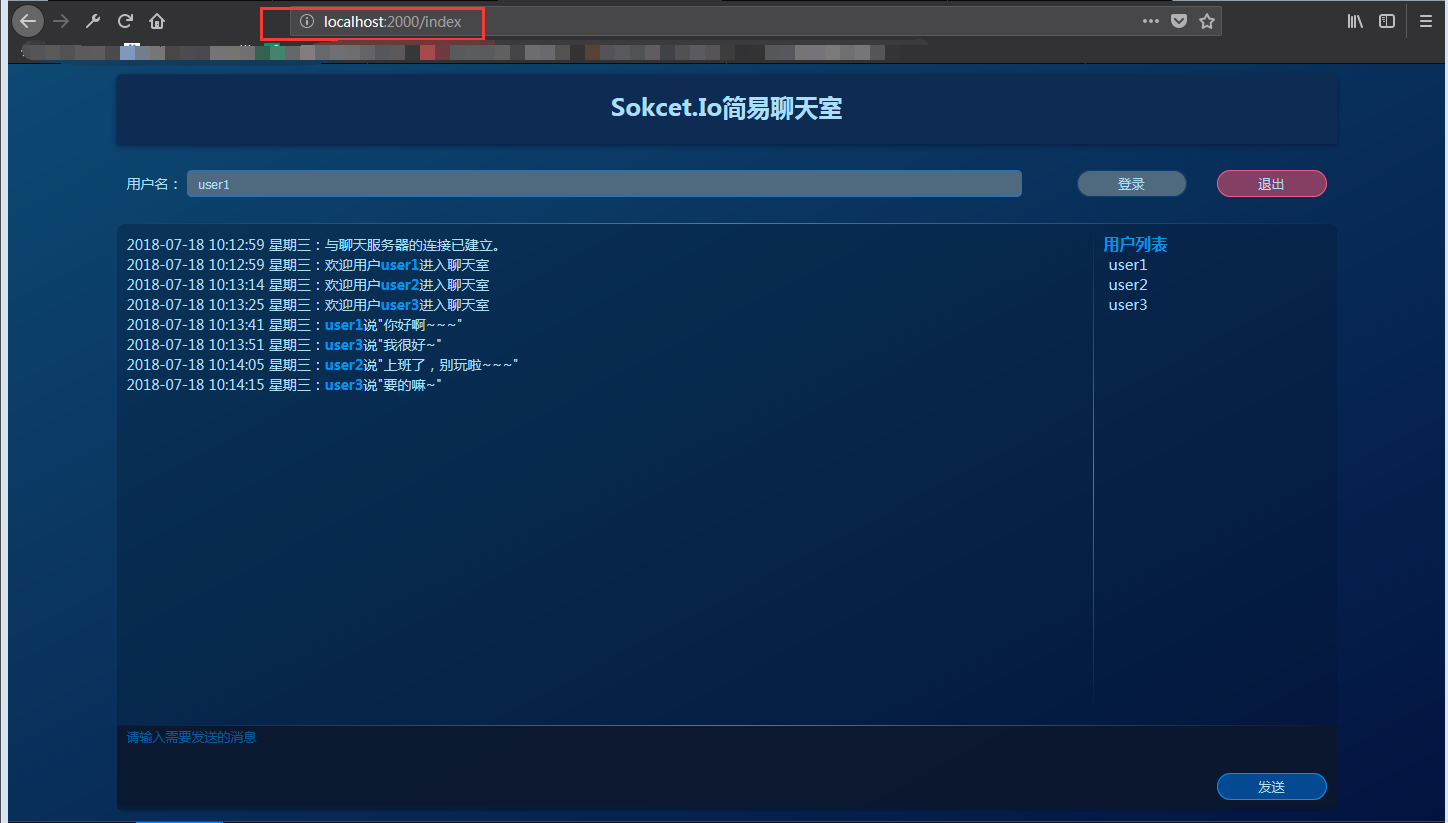 localhost:2000/index
Sokcet.Io简易聊天室
用户名： user1 登录 退出
2018-07-18 10:12:59 星期三：与聊天服务器的连接已建立。
2018-07-18 10:12:59 星期三：欢迎用户user1进入聊天室
2018-07-18 10:13:14 星期三：欢迎用户user2进入聊天室
2018-07-18 10:13:25 星期三：欢迎用户user3进入聊天室
2018-07-18 10:13:41 星期三：user1说"你好啊~~~"
2018-07-18 10:13:51 星期三：user3说"我很好~"
2018-07-18 10:14:05 星期三：user2说"上班了，别玩啦~~~"
2018-07-18 10:14:15 星期三：user3说"要的嘛~"
用户列表
user1
user2
user3
请输入需要发送的消息
发送